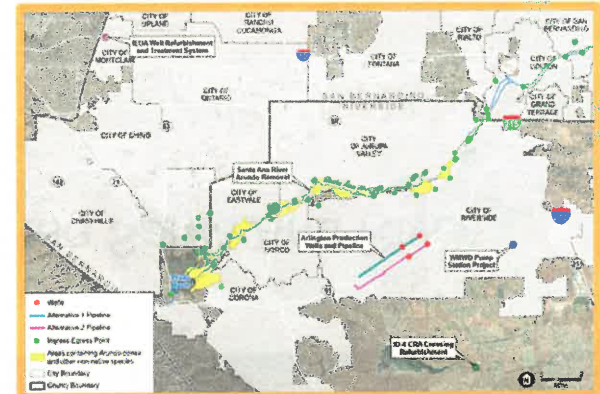 CITY OF
UPLAND
CITY OF
RANCHO
CUCAMONGA
CITY OF
MONTCLAIR
IEUA Well Refurbishment
and Treatment System
CITY OF
FONTANA
CITY OF
RIALTO
CITY OF SAN
BERNARDINO
CITY OF
COLTON
CITY OF
GRAND
TERRACE
CITY OF
ONTARIO
SAN BERNARDINO
RIVERSIDE
CITY OF CHINO
CITY
OF JURUPA
VALLEY
215
Santa Ana River
Arundo Removal
CITY OF
EASTVALE
CITY OF
CHINO HILLS
CITY OF
RIVERSIDE
CITY OF
NORCO
Arlington Production
Wells and Pipeline
WMWD Pump
Station Project
SAN BERNARDINO
CITY OF
CORONA
Wells
Alternative 1 Pipeline
Alternative 2 Pipeline
Ingress Egress Point
Areas containing Arundo donax
and other non-native species
City Boundary
County Boundary
ID-4 CRA Crossing
Refurbishment
N